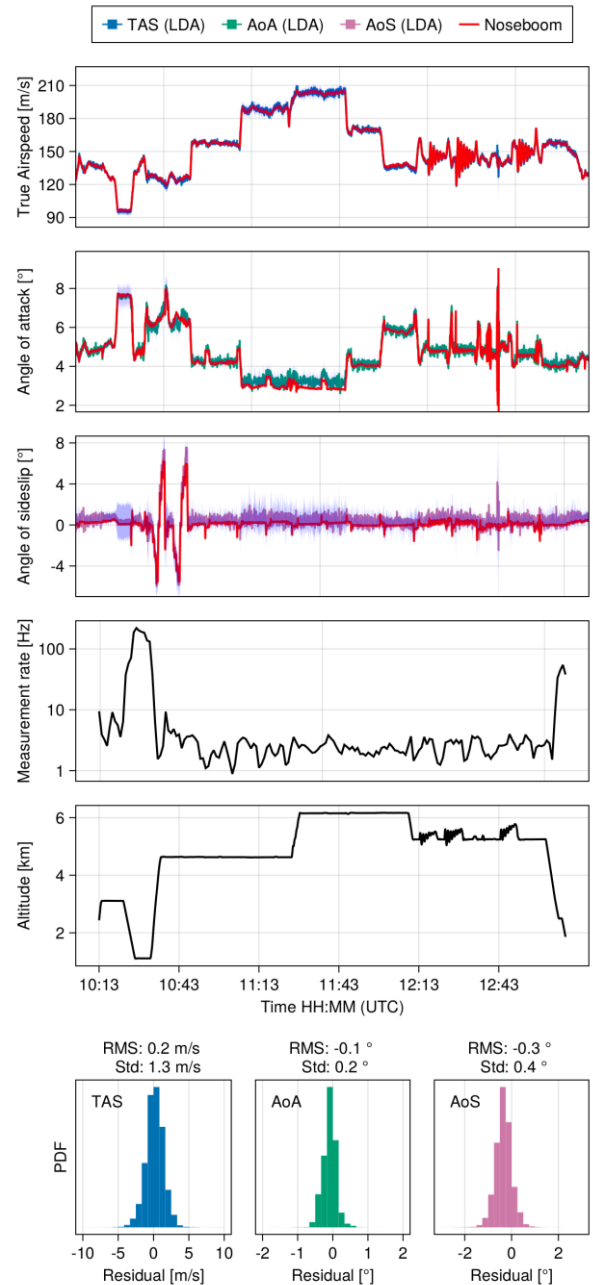 TAS (LDA) AoA (LDA) AoS (LDA) Noseboom
True Airspeed [m/s]
210
180
150
120
90
Angle of attack [°]
8
6
4
2
Angle of sideslip [°]
8
4
0
-4
Measurement rate [Hz]
100
10
1
Altitude [km]
6
4
2
10:13 10:43 11:13 11:43 12:13 12:43
Time HH:MM (UTC)
RMS: 0.2 m/s
Std: 1.3 m/s
TAS
PDF
-10 -5 0 5 10
Residual [m/s]
RMS: -0.1 °
Std: 0.2 °
AoA
-2 -1 0 1 2
Residual [°]
RMS: -0.3 °
Std: 0.4 °
AoS
-2 0 2
Residual [°]